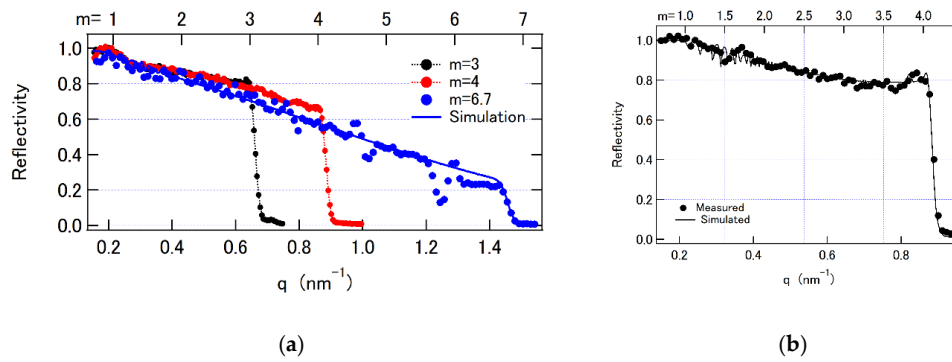 m= 1 2 3 4 5 6 7
1.0
0.8
0.6
0.4
0.2
0.0
Reflectivity
m=3
m=4
m=6.7
Simulation
0.2 0.4 0.6 0.8 1.0 1.2 1.4
q (nm⁻¹)
(a)
m= 1.0 1.5 2.0 2.5 3.0 3.5 4.0
1.0
0.8
0.6
0.4
0.2
0.0
Reflectivity
Measured
Simulated
0.2 0.4 0.6 0.8
q (nm⁻¹)
(b)